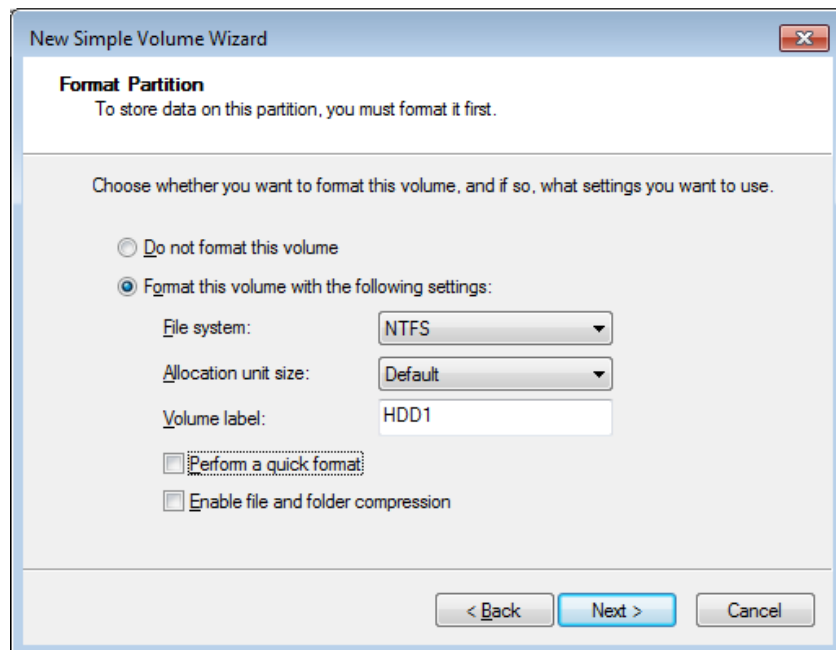 New Simple Volume Wizard
Format Partition
To store data on this partition, you must format it first.
Choose whether you want to format this volume, and if so, what settings you want to use.
Do not format this volume
Format this volume with the following settings:
File system: NTFS
Allocation unit size: Default
Volume label: HDD1
Perform a quick format
Enable file and folder compression
< Back Next > Cancel